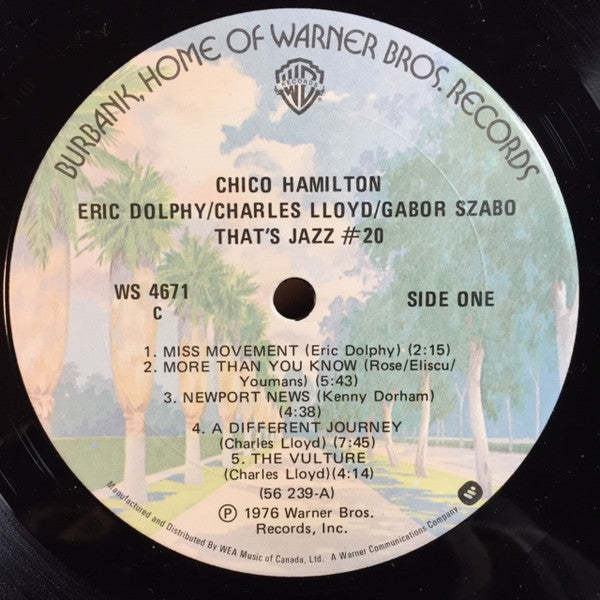 BURBANK, HOME OF WARNER BROS. RECORDS
RECORDS
CHICO HAMILTON
ERIC DOLPHY/CHARLES LLOYD/GABOR SZABO
THAT'S JAZZ #20
WS 4671
C
SIDE ONE
1. MISS MOVEMENT (Eric Dolphy) (2:15)
2. MORE THAN YOU KNOW (Rose/Eliscu/
Youmans) (5:43)
3. NEWPORT NEWS (Kenny Dorham)
(4:38)
4. A DIFFERENT JOURNEY
(Charles Lloyd) (7:45)
5. THE VULTURE
(Charles Lloyd)(4:14)
(56 239-A)
Ⓟ 1976 Warner Bros.
Records, Inc.
Manufactured and Distributed By WEA Music of Canada, Ltd. A Warner Communications Company